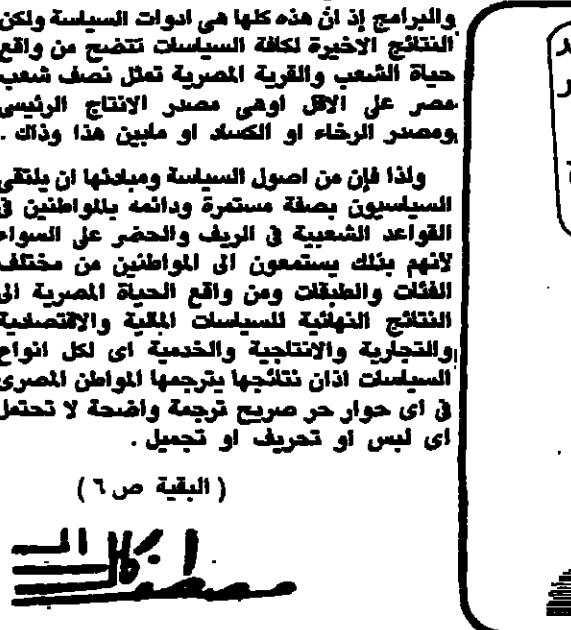 والبرامج إذ ان هذه كلها هى ادوات السياسة ولكن
النتائج الاخيرة لكافة السياسات تتضح من واقع
حياة الشعب والقرية المصرية تمثل نصف شعب
مصر على الاقل اوهى مصدر الانتاج الرئيسى
ومصدر الرخاء او الكساد او مابين هذا وذاك .
ولذا فإن من اصول السياسة ومبادئها ان يلتقى
السياسيون بصفة مستمرة ودائمه بالمواطنين فى
القواعد الشعبية فى الريف والحضر على السواء
لأنهم بذلك يستمعون الى المواطنين من مختلف
الفئات والطبقات ومن واقع الحياة المصرية الى
النتائج النهائية للسياسات المالية والاقتصادية
والتجارية والانتاجية والخدمية اى لكل انواع
السياسات اذان نتائجها يترجمها المواطن المصرى
فى اى حوار حر صريح ترجمة واضحة لا تحتمل
اى لبس او تحريف او تجميل .
( البقية ص ٦ )